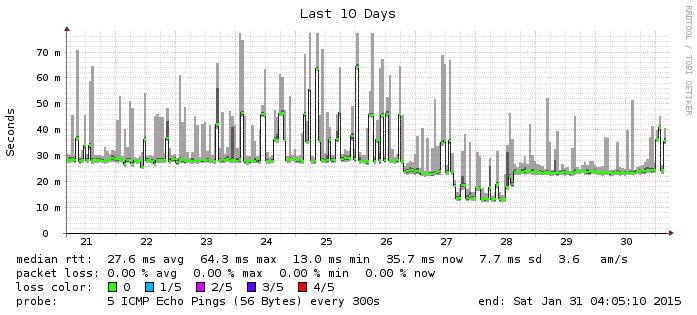 Last 10 Days
RRDTOOL / TOBI OETIKER
Seconds
70 m
60 m
50 m
40 m
30 m
20 m
10 m
0
21 22 23 24 25 26 27 28 29 30
median rtt: 27.6 ms avg 64.3 ms max 13.0 ms min 35.7 ms now 7.7 ms sd 3.6 am/s
packet loss: 0.00 % avg 0.00 % max 0.00 % min 0.00 % now
loss color: 0 1/5 2/5 3/5 4/5
probe: 5 ICMP Echo Pings (56 Bytes) every 300s end: Sat Jan 31 04:05:10 2015